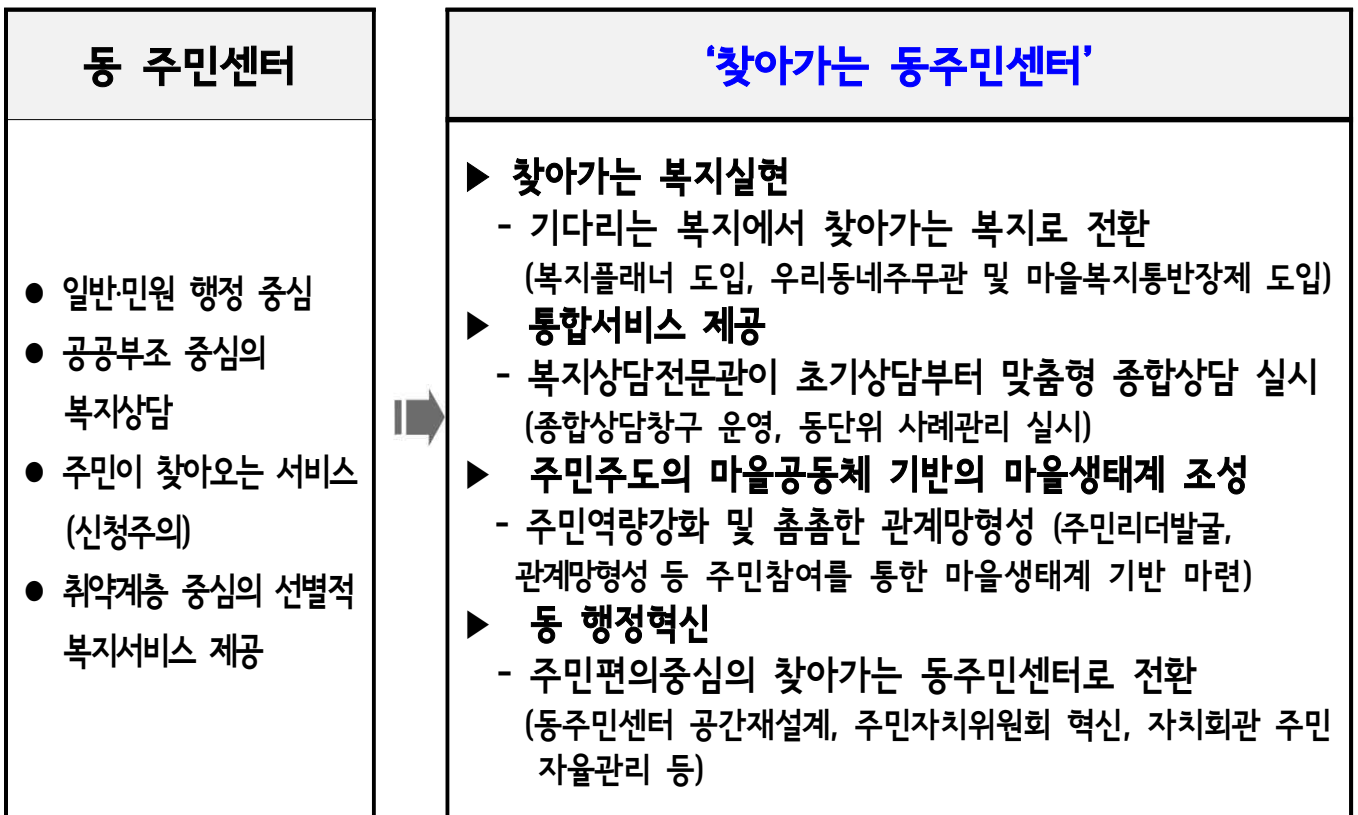 동 주민센터
● 일반·민원 행정 중심
● 공공부조 중심의
복지상담
● 주민이 찾아오는 서비스
(신청주의)
● 취약계층 중심의 선별적
복지서비스 제공
‘찾아가는 동주민센터’
▶ 찾아가는 복지실현
- 기다리는 복지에서 찾아가는 복지로 전환
(복지플래너 도입, 우리동네주무관 및 마을복지통반장제 도입)
▶ 통합서비스 제공
- 복지상담전문관이 초기상담부터 맞춤형 종합상담 실시
(종합상담창구 운영, 동단위 사례관리 실시)
▶ 주민주도의 마을공동체 기반의 마을생태계 조성
- 주민역량강화 및 촘촘한 관계망형성 (주민리더발굴,
관계망형성 등 주민참여를 통한 마을생태계 기반 마련)
▶ 동 행정혁신
- 주민편의중심의 찾아가는 동주민센터로 전환
(동주민센터 공간재설계, 주민자치위원회 혁신, 자치회관 주민
자율관리 등)